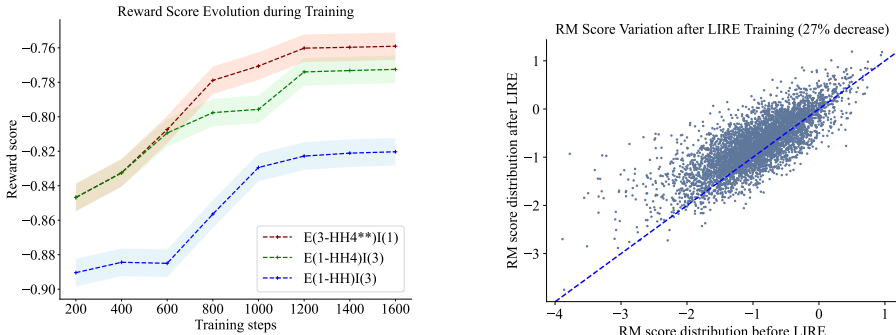 Reward Score Evolution during Training
−0.76
−0.78
−0.80
−0.82
−0.84
−0.86
−0.88
−0.90
Reward score
200 400 600 800 1000 1200 1400 1600
Training steps
E(3-HH4**)I(1)
E(1-HH4)I(3)
E(1-HH)I(3)
RM Score Variation after LIRE Training (27% decrease)
1
0
−1
−2
−3
RM score distribution after LIRE
−4 −3 −2 −1 0 1
RM score distribution before LIRE